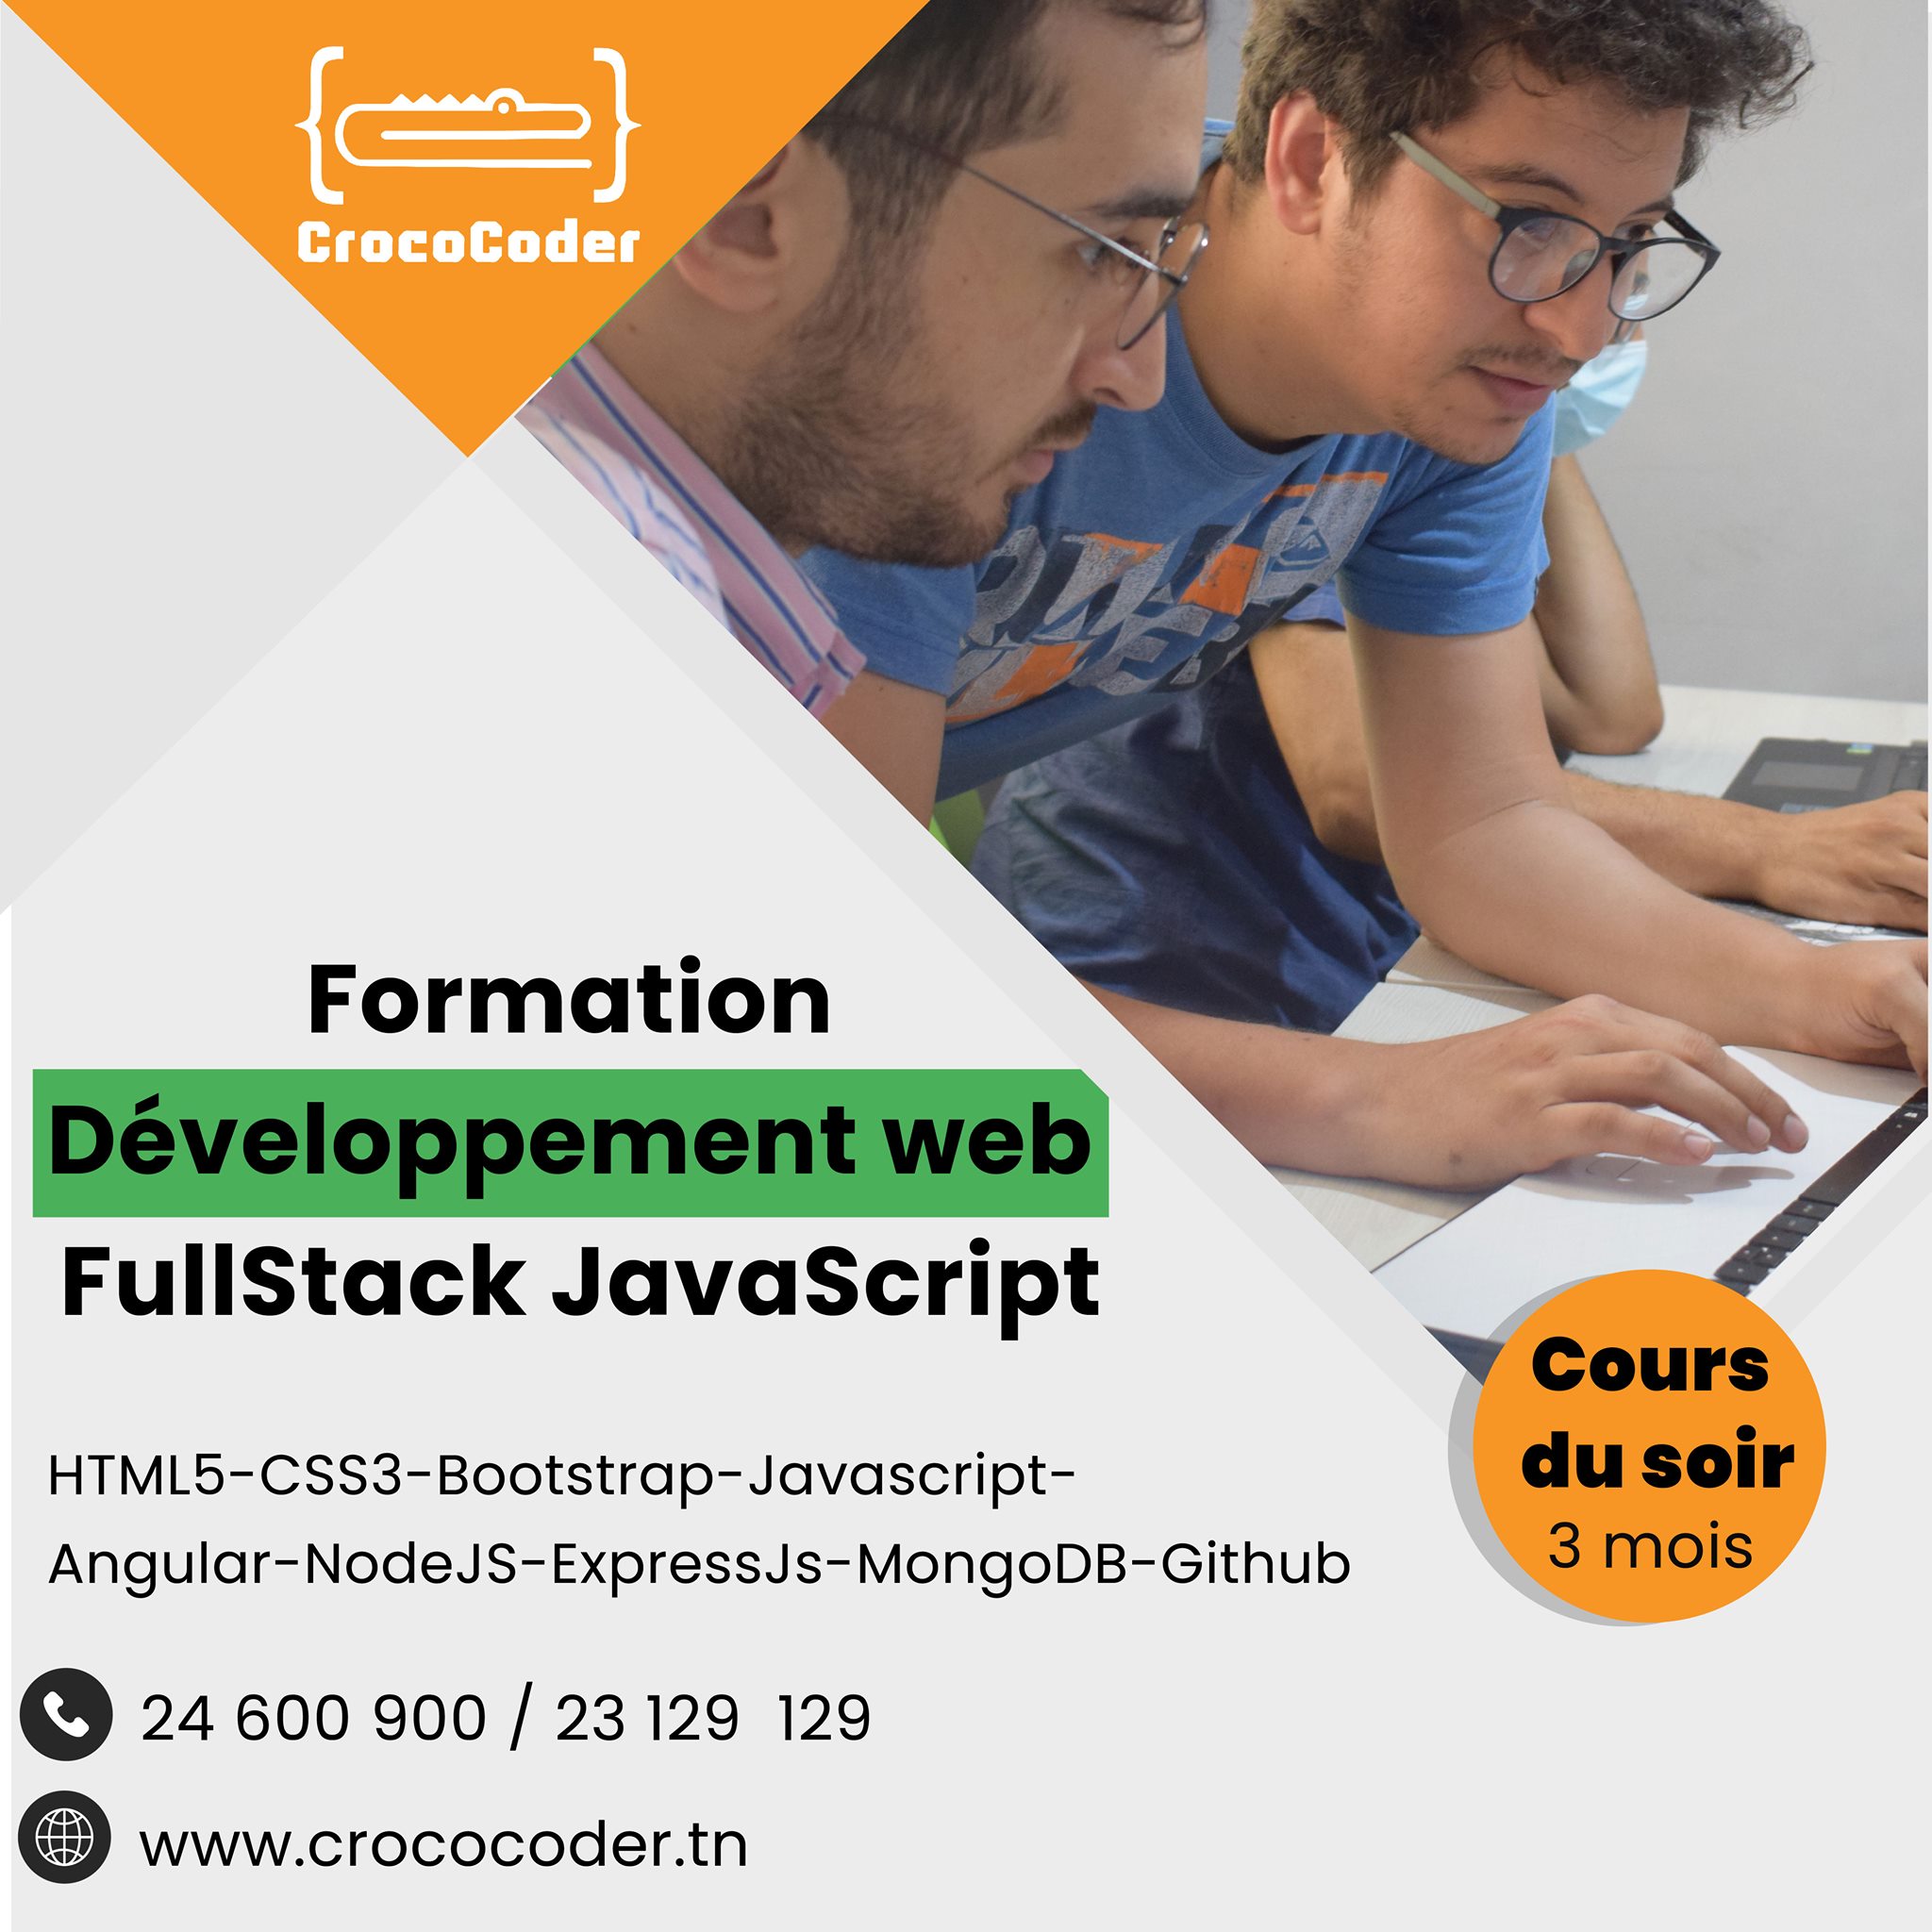 CrocoCoder
Formation
Développement web
FullStack JavaScript
HTML5-CSS3-Bootstrap-Javascript-
Angular-NodeJS-ExpressJs-MongoDB-Github
Cours
du soir
3 mois
24 600 900 / 23 129 129
www.crococoder.tn